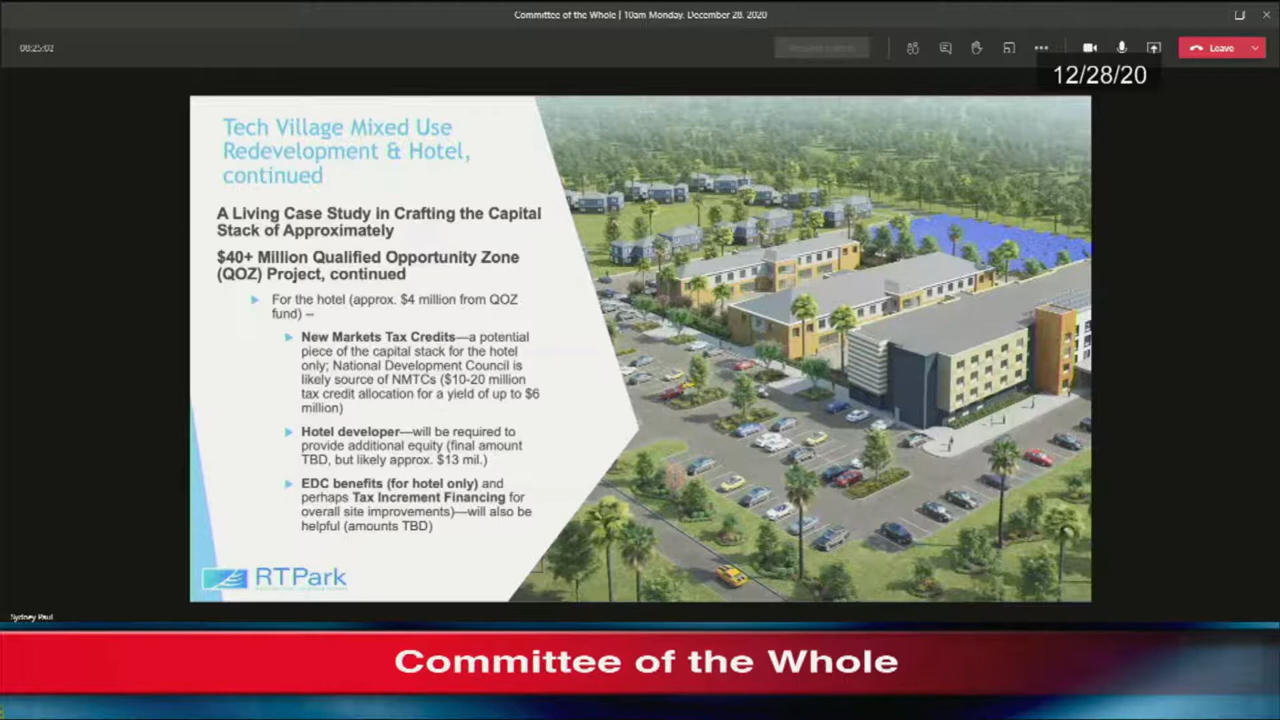 Committee of the Whole | 10am Monday, December 28, 2020
08:25:02
Leave
12/28/20
Tech Village Mixed Use
Redevelopment & Hotel,
continued
A Living Case Study in Crafting the Capital
Stack of Approximately
$40+ Million Qualified Opportunity Zone
(QOZ) Project, continued
For the hotel (approx. $4 million from QOZ
fund) –
New Markets Tax Credits—a potential
piece of the capital stack for the hotel
only; National Development Council is
likely source of NMTCs ($10-20 million
tax credit allocation for a yield of up to $6
million)
Hotel developer—will be required to
provide additional equity (final amount
TBD, but likely approx. $13 mil.)
EDC benefits (for hotel only) and
perhaps Tax Increment Financing for
overall site improvements)—will also be
helpful (amounts TBD)
RTPark
Sydney Paul
Committee of the Whole